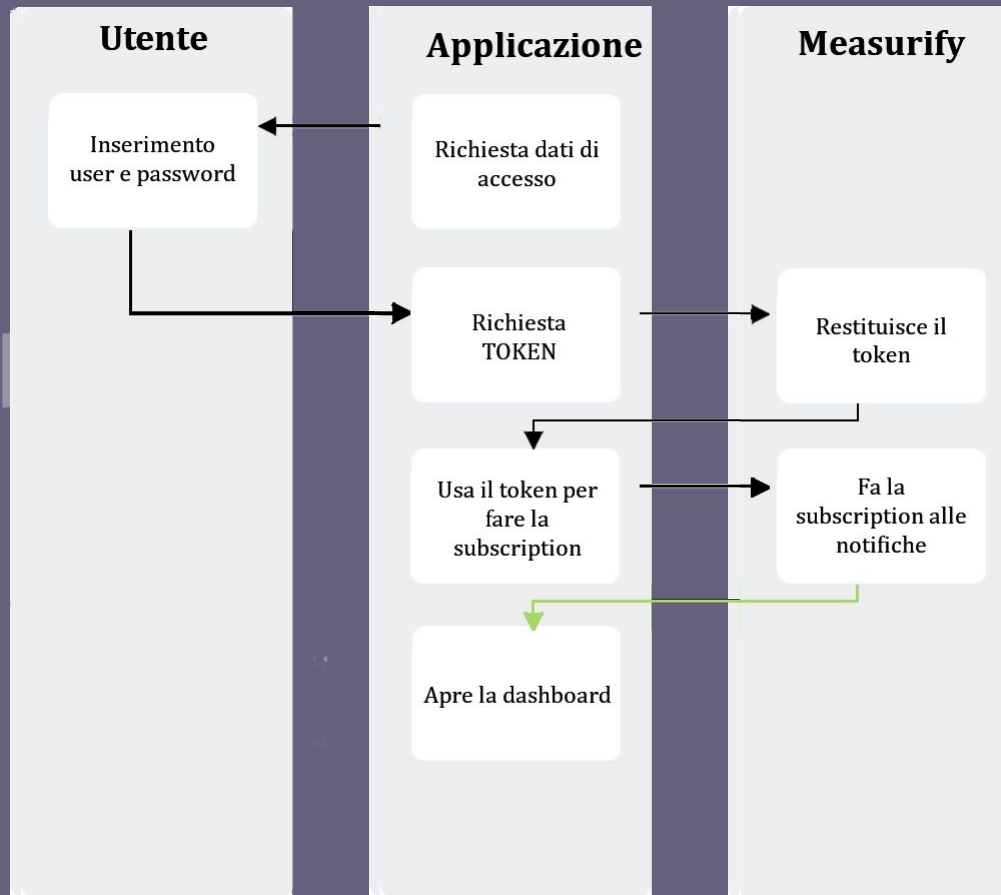 Utente
Applicazione
Measurify
Inserimento
user e password
Richiesta dati di
accesso
Richiesta
TOKEN
Restituisce il
token
Usa il token per
fare la
subscription
Fa la
subscription alle
notifiche
Apre la dashboard